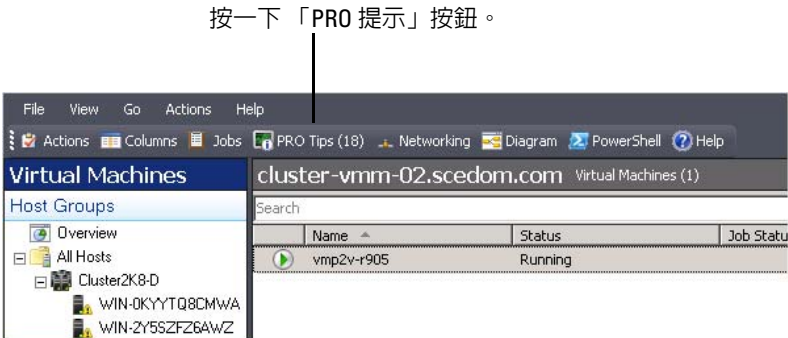 按一下 「PRO 提示」按鈕。
File View Go Actions Help
Actions Columns Jobs PRO Tips (18) Networking Diagram PowerShell Help
Virtual Machines
cluster-vmm-02.scedom.com Virtual Machines (1)
Host Groups
Search
Overview
Name Status Job Statu
All Hosts
vmp2v-r905 Running
Cluster2K8-D
WIN-0KYYTQ8CMWA
WIN-2Y5SZFZ6AWZ